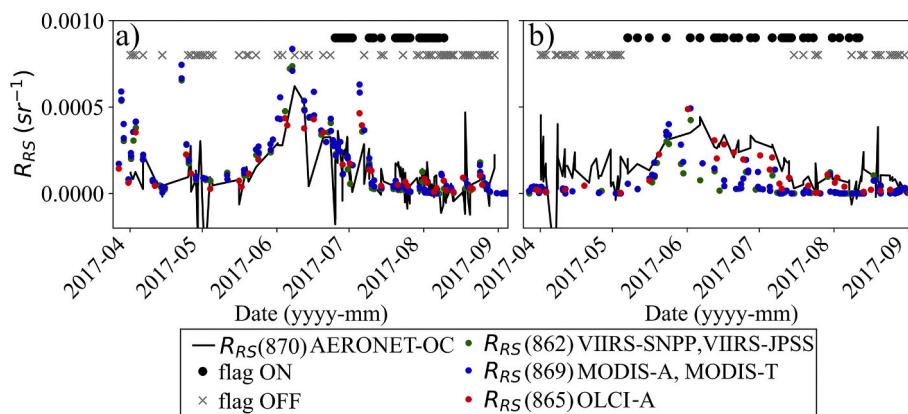 0.0010
a)
b)
0.0005
0.0000
R_RS (sr⁻¹)
2017-04
2017-05
2017-06
2017-07
2017-08
2017-09
2017-04
2017-05
2017-06
2017-07
2017-08
2017-09
Date (yyyy-mm)
Date (yyyy-mm)
R_RS(870) AERONET-OC
R_RS(862) VIIRS-SNPP,VIIRS-JPSS
flag ON
R_RS(869) MODIS-A, MODIS-T
flag OFF
R_RS(865) OLCI-A